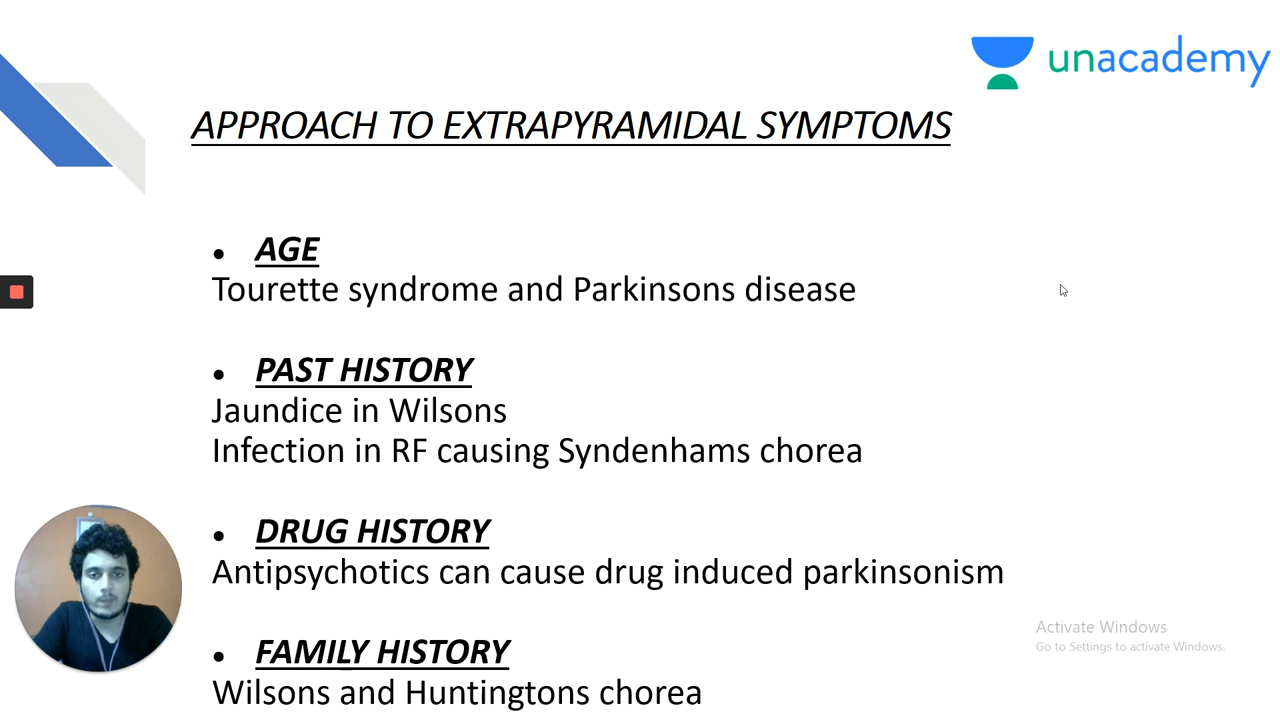 unacademy
APPROACH TO EXTRAPYRAMIDAL SYMPTOMS
• AGE
Tourette syndrome and Parkinsons disease
• PAST HISTORY
Jaundice in Wilsons
Infection in RF causing Syndenhams chorea
• DRUG HISTORY
Antipsychotics can cause drug induced parkinsonism
• FAMILY HISTORY
Wilsons and Huntingtons chorea
Activate Windows
Go to Settings to activate Windows.